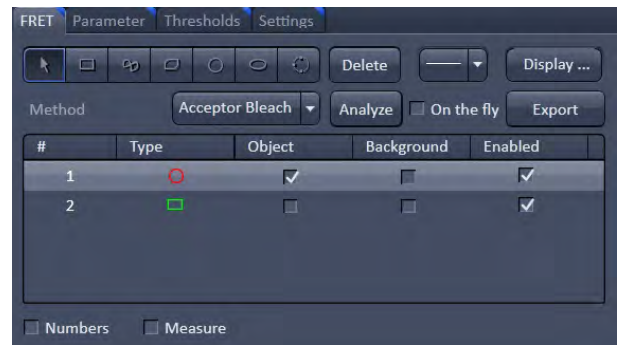 FRET Parameter Thresholds Settings
Delete Display ...
Method Acceptor Bleach Analyze On the fly Export
# Type Object Background Enabled
1
2
Numbers Measure